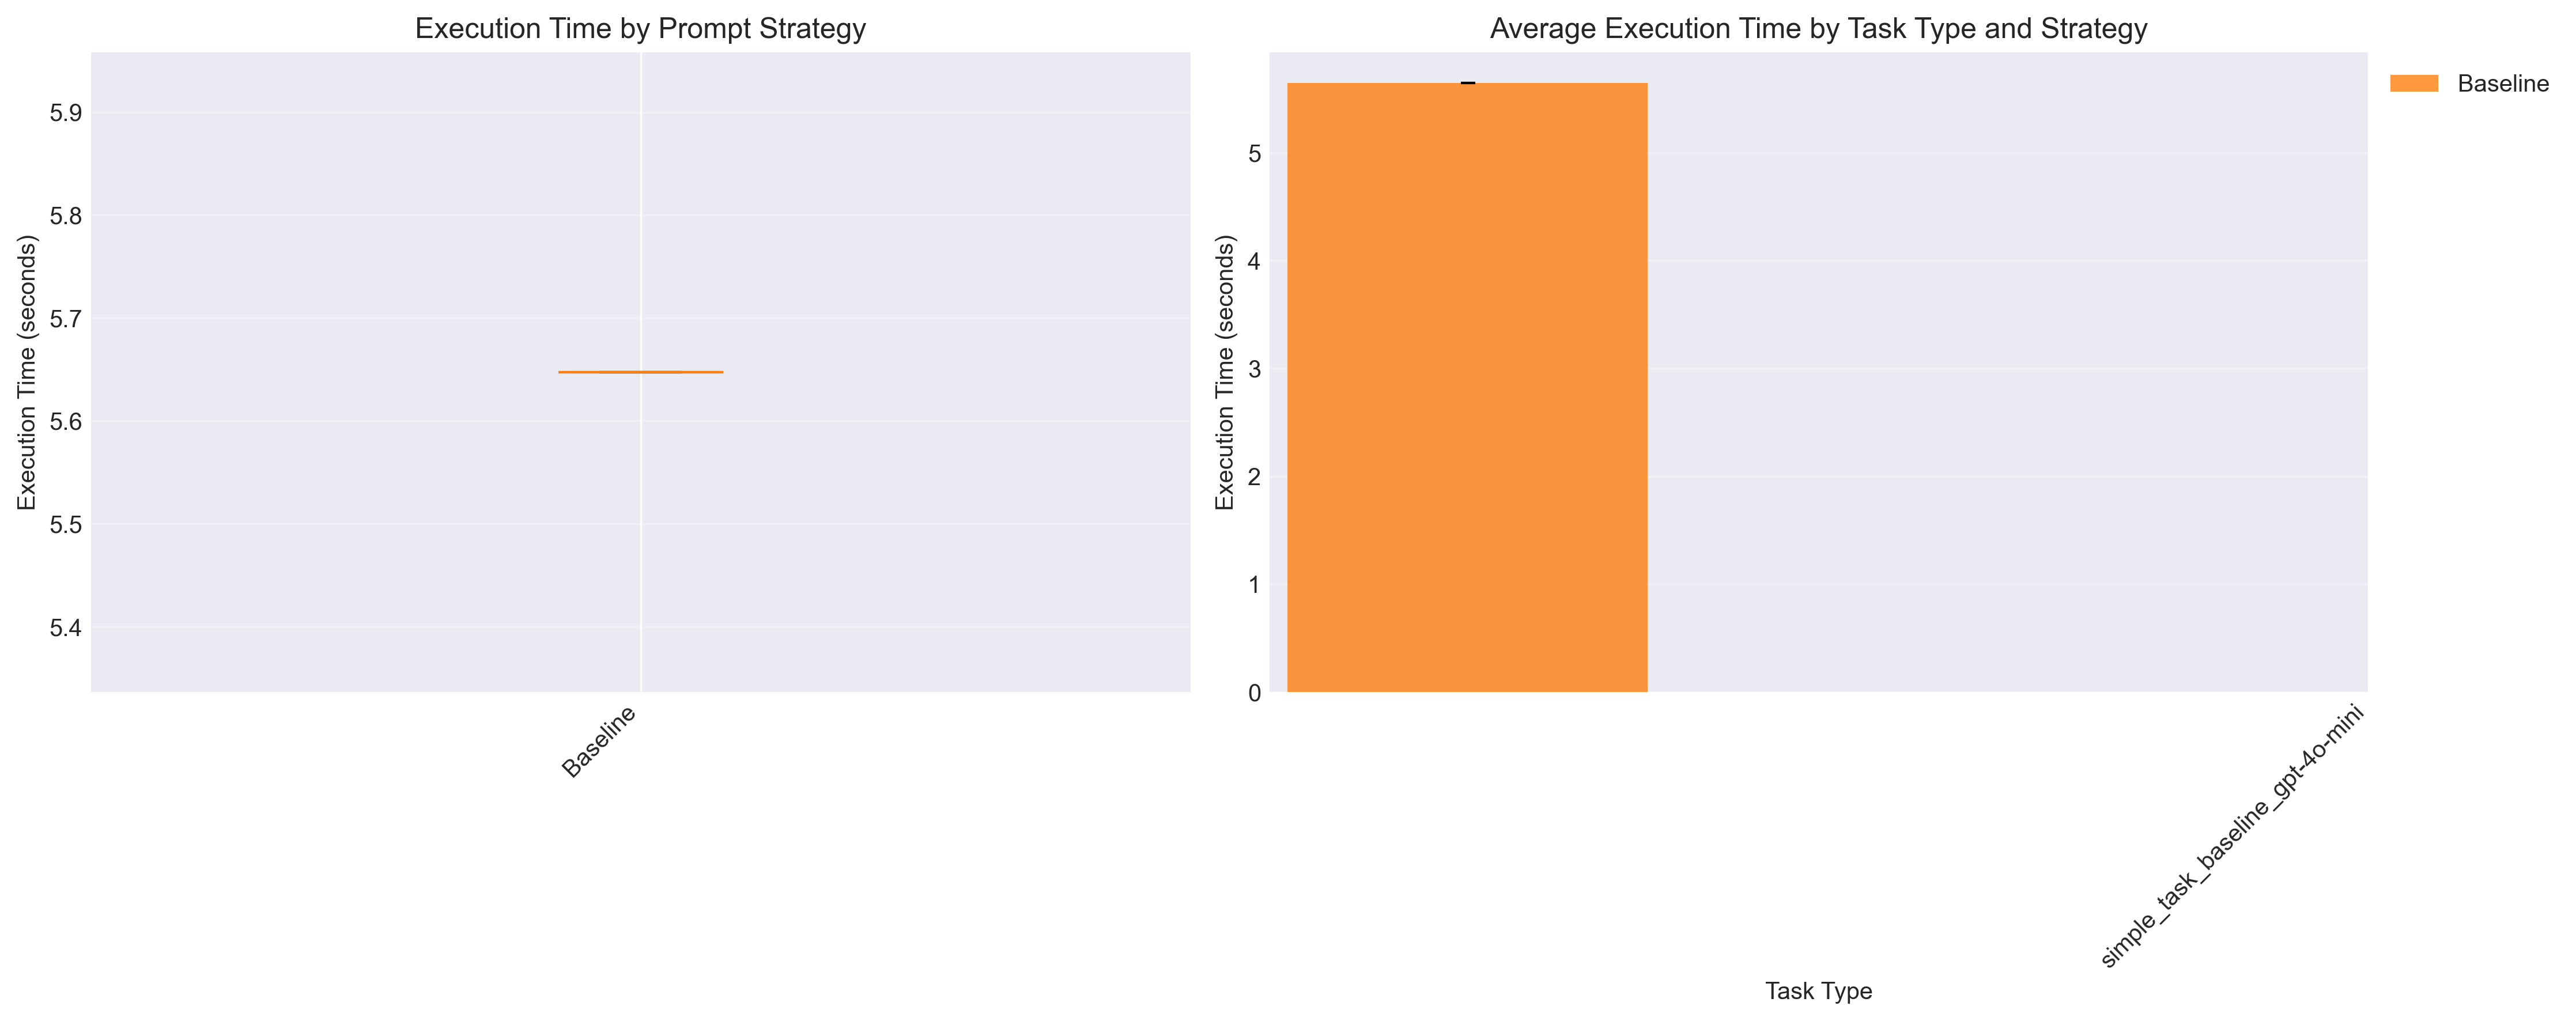 Execution Time by Prompt Strategy
Execution Time (seconds)
5.9
5.8
5.7
5.6
5.5
5.4
Baseline
Average Execution Time by Task Type and Strategy
Execution Time (seconds)
5
4
3
2
1
0
simple_task_baseline_gpt-4o-mini
Task Type
Baseline